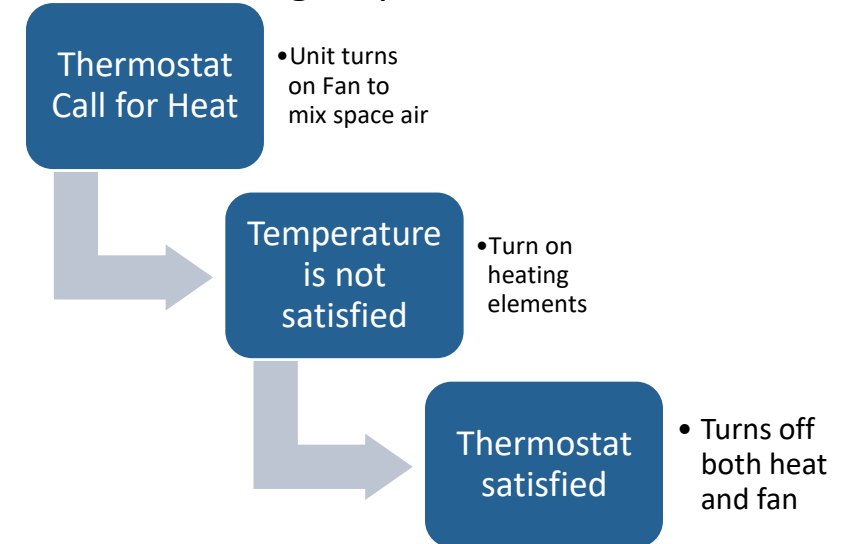 Thermostat
Call for Heat
•Unit turns
on Fan to
mix space air
Temperature
is not
satisfied
•Turn on
heating
elements
Thermostat
satisfied
• Turns off
both heat
and fan